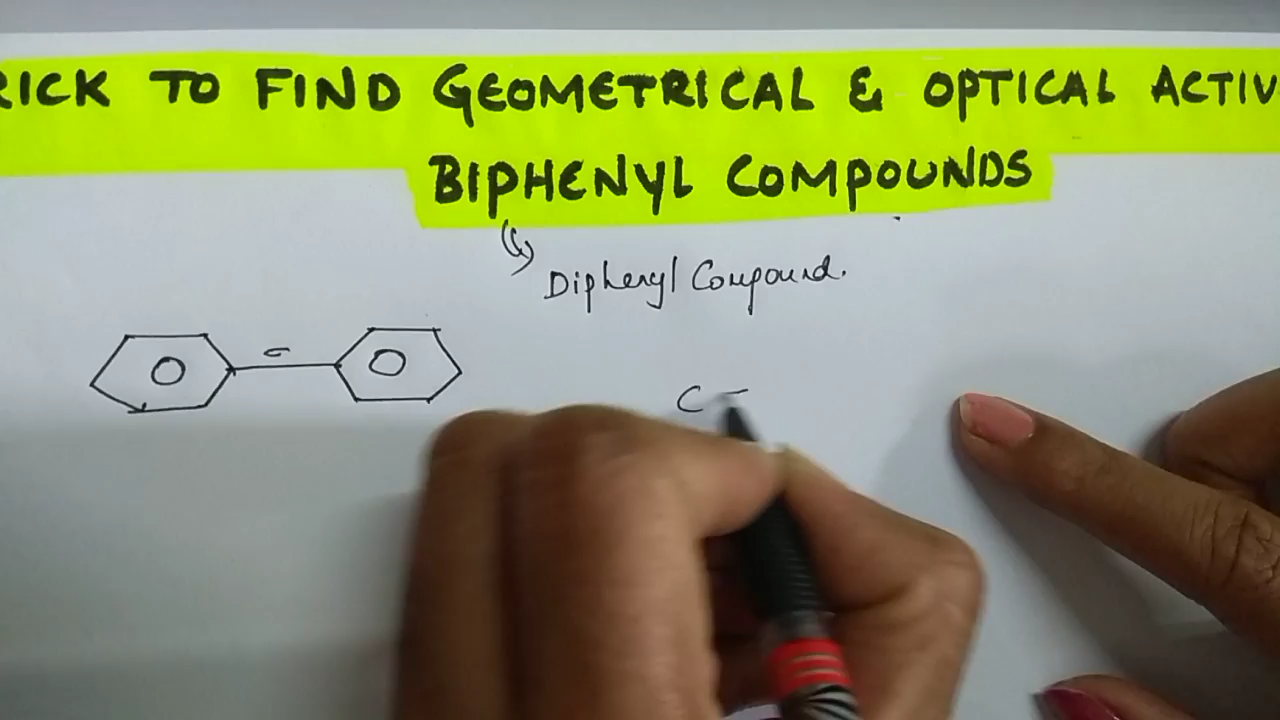 RICK TO FIND GEOMETRICAL & OPTICAL ACTIV
BIPHENYL COMPOUNDS
Diphenyl Compound.
σ
C